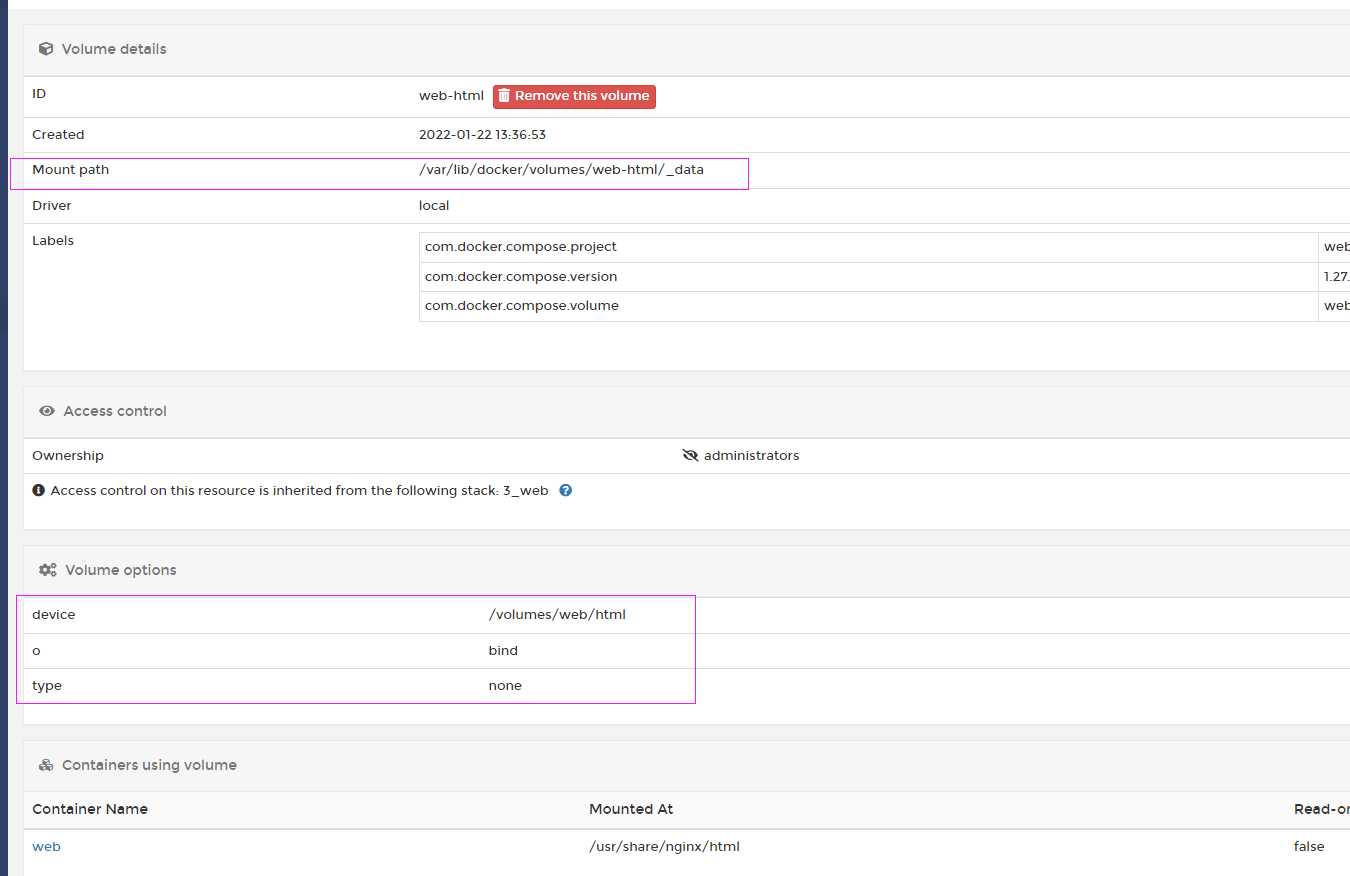 Volume details
ID web-html Remove this volume
Created 2022-01-22 13:36:53
Mount path /var/lib/docker/volumes/web-html/_data
Driver local
Labels com.docker.compose.project web
com.docker.compose.version 1.27.
com.docker.compose.volume web
Access control
Ownership administrators
Access control on this resource is inherited from the following stack: 3_web
Volume options
device /volumes/web/html
o bind
type none
Containers using volume
Container Name Mounted At Read-on
web /usr/share/nginx/html false